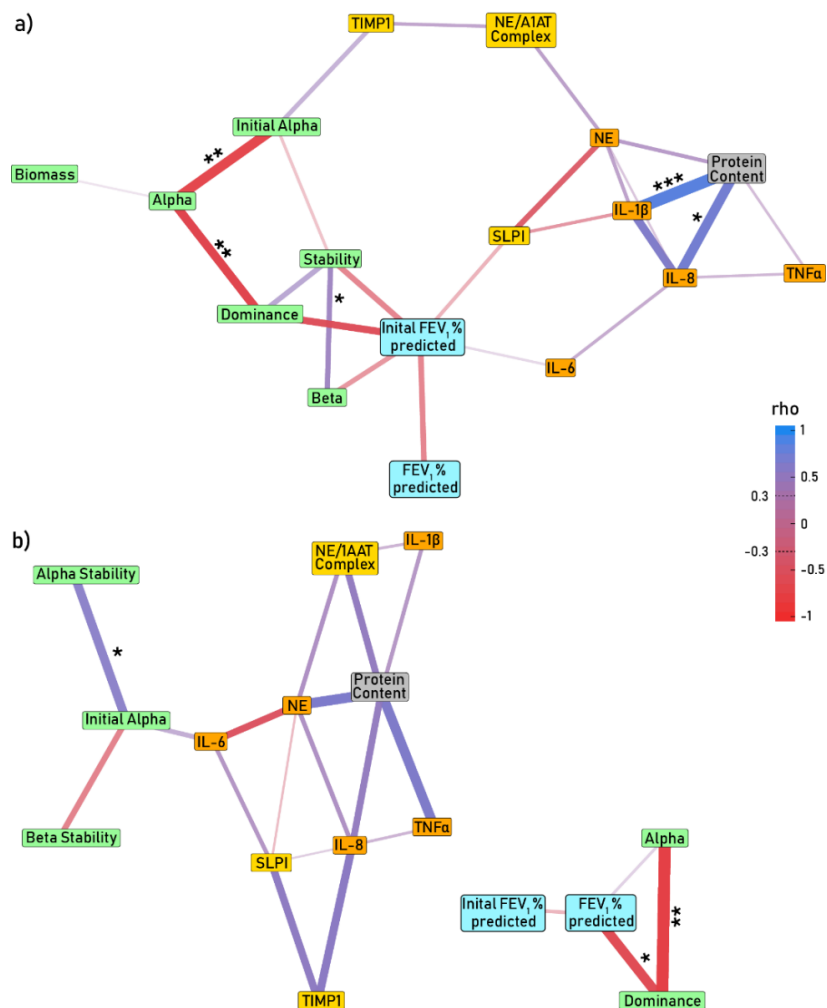 a)
TIMP1
NE/A1AT
Complex
Initial Alpha
**
NE
Protein
Content
Biomass
Alpha
***
IL-1β
*
**
SLPI
Stability
IL-8
TNFα
*
Dominance
Inital FEV₁ %
predicted
IL-6
Beta
rho
1
FEV₁ %
predicted
0.5
0.3
0
-0.3
-0.5
-1
b)
NE/1AAT
Complex
IL-1β
Alpha Stability
*
Protein
Content
NE
Initial Alpha
IL-6
TNFα
Beta Stability
IL-8
SLPI
Alpha
Inital FEV₁ %
predicted
FEV₁ %
predicted
**
*
TIMP1
Dominance